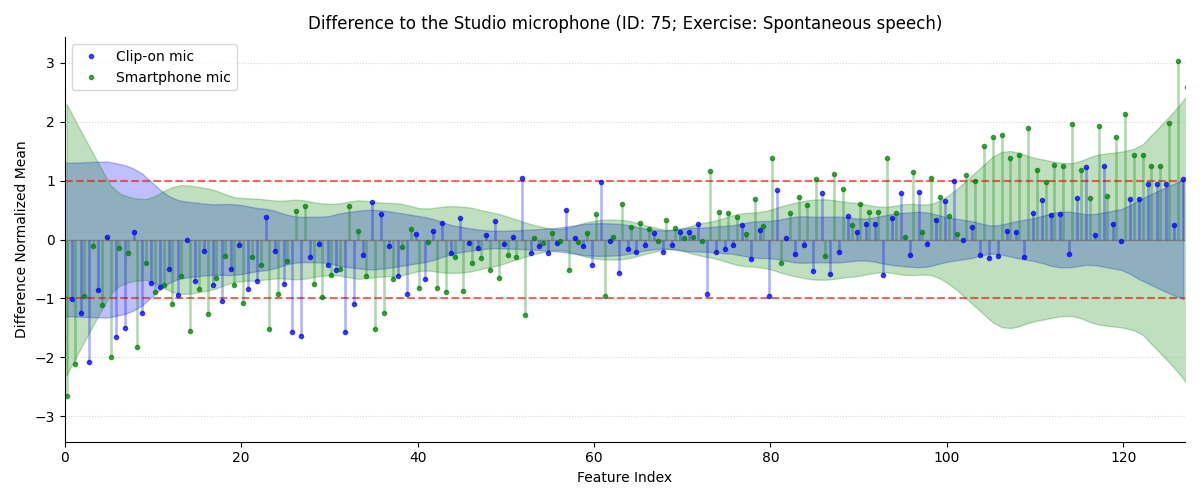 Difference to the Studio microphone (ID: 75; Exercise: Spontaneous speech)
Clip-on mic
Smartphone mic
Difference Normalized Mean
3
2
1
0
−1
−2
−3
0 20 40 60 80 100 120
Feature Index